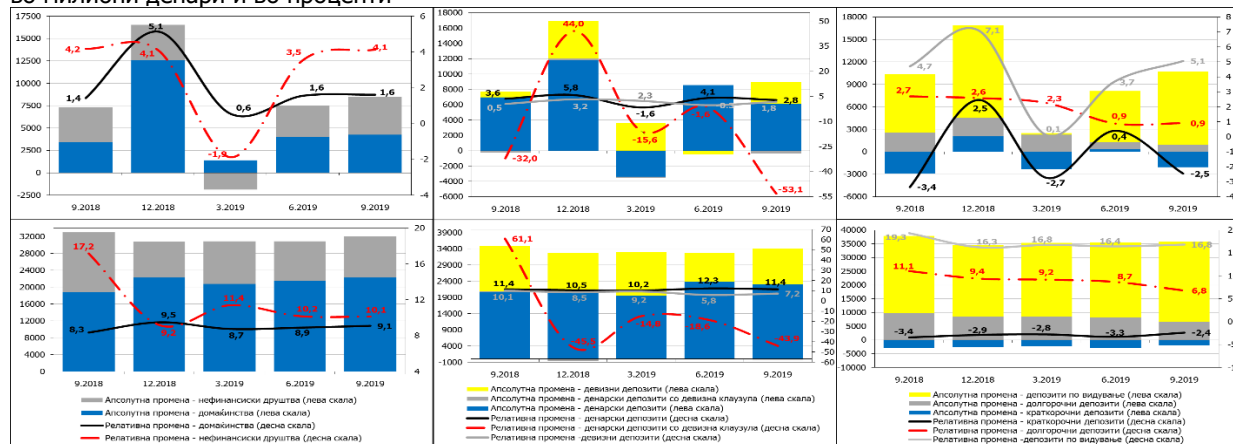 во милиони денари и во проценти
17500 15000 12500 10000 7500 5000 2500 0 -2500
6 4 2 0 -2 -4
4,2 5,1 4,1 3,5 4,1
1,4 0,6 1,6 1,6
-1,9
9.2018 12.2018 3.2019 6.2019 9.2019
18000 16000 14000 12000 10000 8000 6000 4000 2000 0 -2000 -4000 -6000
50 35 20 5 -10 -25 -40 -55
44,0
3,6 5,8 2,3 4,1 2,8
0,5 3,2 -1,6 0,5 1,8
-32,0 -15,6 -53,1
9.2018 12.2018 3.2019 6.2019 9.2019
18000 15000 12000 9000 6000 3000 0 -3000 -6000
8 7 6 5 4 3 2 1 0 -1 -2 -3 -4
4,7 7,1 3,7 5,1
2,7 2,6 2,3 0,9 0,9
2,5 0,1 0,4
-3,4 -2,7 -2,5
9.2018 12.2018 3.2019 6.2019 9.2019
32000 28000 24000 20000 16000 12000 8000 4000 0
20 16 12 8 4
17,2 11,4 10,2 10,1
8,3 9,5 8,7 8,9 9,1
9.2018 12.2018 3.2019 6.2019 9.2019
Апсолутна промена - нефинансиски друштва (лева скала)
Апсолутна промена - домаќинства (лева скала)
Релативна промена - домаќинства (десна скала)
Релативна промена - нефинансиски друштва (десна скала)
39000 34000 29000 24000 19000 14000 9000 4000 -1000
70 60 50 40 30 20 10 0 -10 -20 -30 -40 -50 -60
61,1
11,4 10,5 10,2 12,3 11,4
10,1 8,5 9,2 5,8 7,2
9.2018 12.2018 3.2019 6.2019 9.2019
Апсолутна промена - девизни депозити (лева скала)
Апсолутна промена - денарски депозити со девизна клаузула (лева скала)
Апсолутна промена - денарски депозити (лева скала)
Релативна промена - денарски депозити (десна скала)
Релативна промена - денарски депозити со девизна клаузула (десна скала)
Релативна промена -девизни депозити (десна скала)
40000 35000 30000 25000 20000 15000 10000 5000 0 -5000 -10000
19,3 16,3 16,8 16,4 16,8
11,1 9,4 9,2 8,7 6,8
-3,4 -2,9 -2,8 -3,3 -2,4
9.2018 12.2018 3.2019 6.2019 9.2019
Апсолутна промена -депозити по видување (лева скала)
Апсолутна промена - долгорочни депозити (лева скала)
Апсолутна промена - краткорочни депозити (лева скала)
Релативна промена - краткорочни депозити (десна скала)
Релативна промена - долгорочни депозити (десна скала)
Релативна промена -депозити по видување (десна скала)